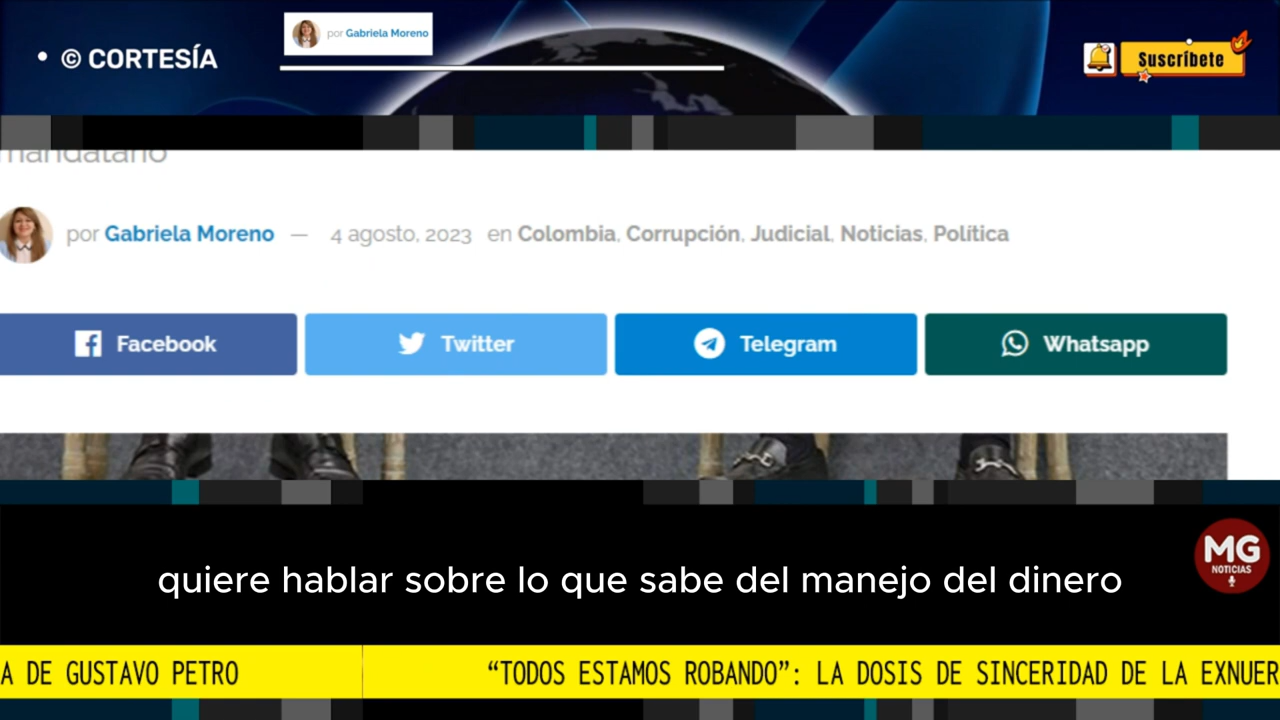 • © CORTESÍA
por Gabriela Moreno
Suscríbete
mandatario
por Gabriela Moreno — 4 agosto, 2023 en Colombia, Corrupción, Judicial, Noticias, Política
Facebook
Twitter
Telegram
Whatsapp
quiere hablar sobre lo que sabe del manejo del dinero
MG
NOTICIAS
A DE GUSTAVO PETRO
“TODOS ESTAMOS ROBANDO”: LA DOSIS DE SINCERIDAD DE LA EXNUER